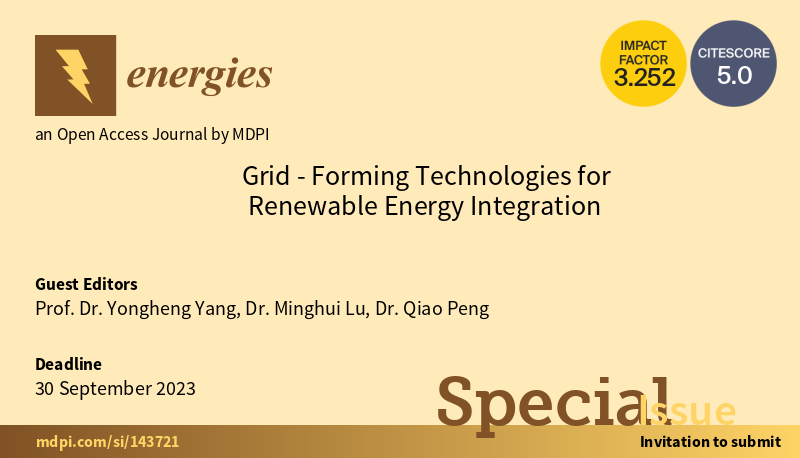 energies
IMPACT
FACTOR
3.252
CITESCORE
5.0
an Open Access Journal by MDPI
Grid - Forming Technologies for
Renewable Energy Integration
Guest Editors
Prof. Dr. Yongheng Yang, Dr. Minghui Lu, Dr. Qiao Peng
Deadline
30 September 2023
Special
Issue
mdpi.com/si/143721
Invitation to submit